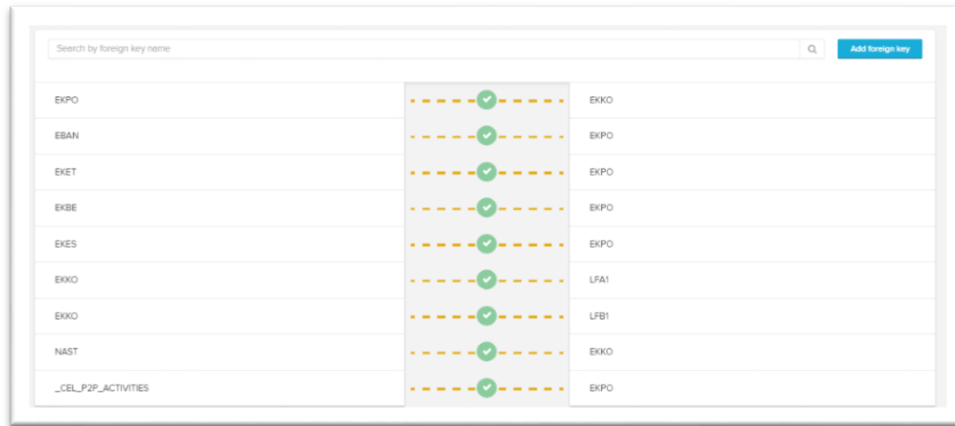 Search by foreign key name Add foreign key
EKPO EKKO
EBAN EKPO
EKET EKPO
EKBE EKPO
EKES EKPO
EKKO LFA1
EKKO LFB1
NAST EKKO
_CEL_P2P_ACTIVITIES EKPO